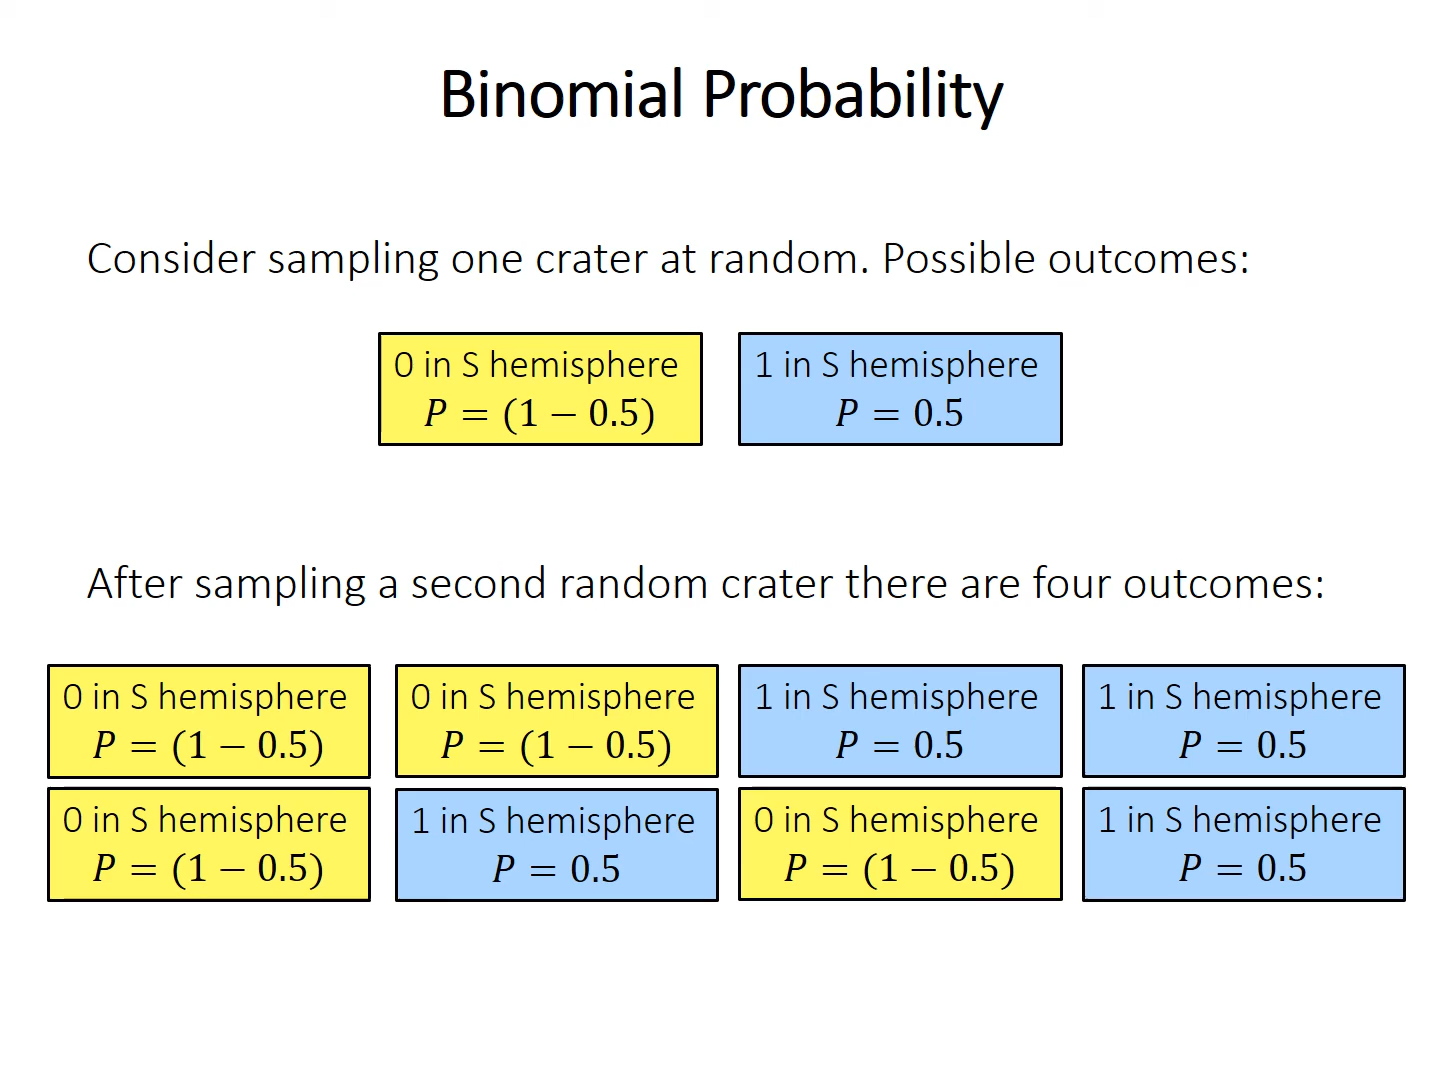 Binomial Probability
Consider sampling one crater at random. Possible outcomes:
0 in S hemisphere
P = (1 − 0.5)
1 in S hemisphere
P = 0.5
After sampling a second random crater there are four outcomes:
0 in S hemisphere
P = (1 − 0.5)
0 in S hemisphere
P = (1 − 0.5)
1 in S hemisphere
P = 0.5
1 in S hemisphere
P = 0.5
0 in S hemisphere
P = (1 − 0.5)
1 in S hemisphere
P = 0.5
0 in S hemisphere
P = (1 − 0.5)
1 in S hemisphere
P = 0.5